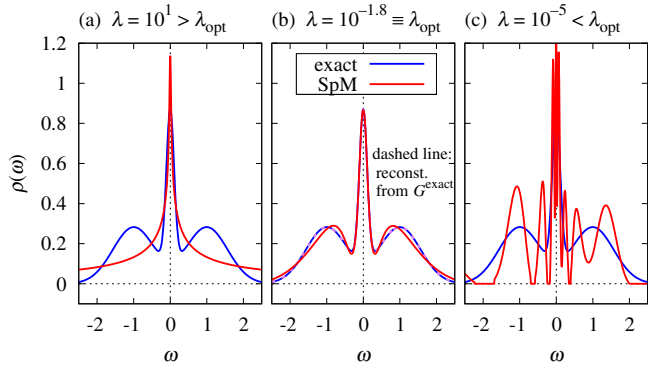 (a) λ = 10¹ > λ_opt (b) λ = 10⁻¹·⁸ ≡ λ_opt (c) λ = 10⁻⁵ < λ_opt
1.2
1
0.8
0.6
0.4
0.2
0
ρ(ω)
exact
SpM
dashed line:
reconst.
from G^exact
-2 -1 0 1 2 -2 -1 0 1 2 -2 -1 0 1 2
ω ω ω